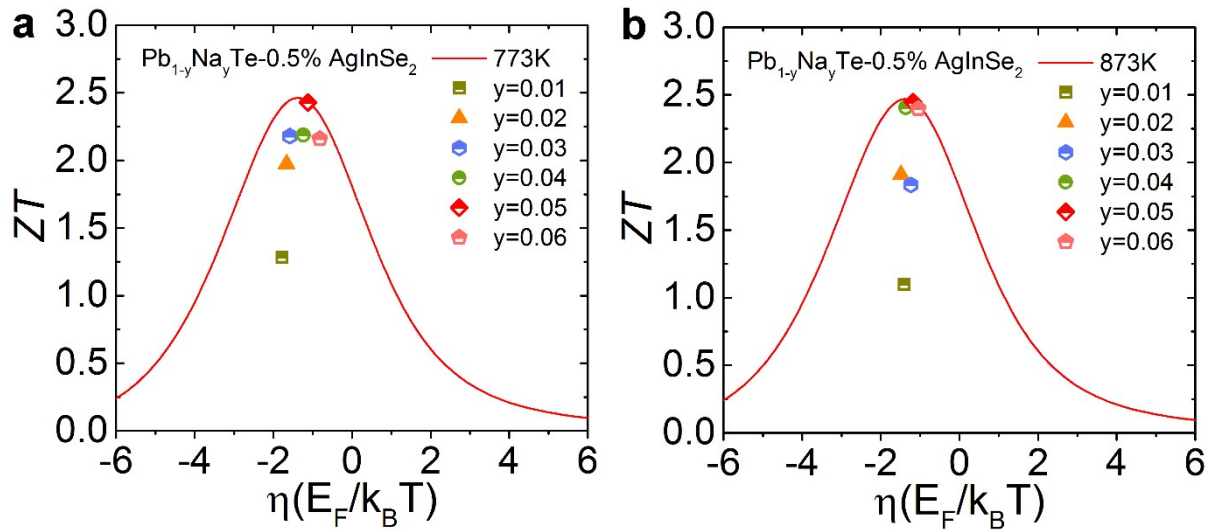 a
Pb₁₋yNayTe-0.5% AgInSe₂
773K
y=0.01
y=0.02
y=0.03
y=0.04
y=0.05
y=0.06
3.0
2.5
2.0
1.5
1.0
0.5
0.0
ZT
-6 -4 -2 0 2 4 6
η(E_F/k_BT)
b
Pb₁₋yNayTe-0.5% AgInSe₂
873K
y=0.01
y=0.02
y=0.03
y=0.04
y=0.05
y=0.06
3.0
2.5
2.0
1.5
1.0
0.5
0.0
ZT
-6 -4 -2 0 2 4 6
η(E_F/k_BT)